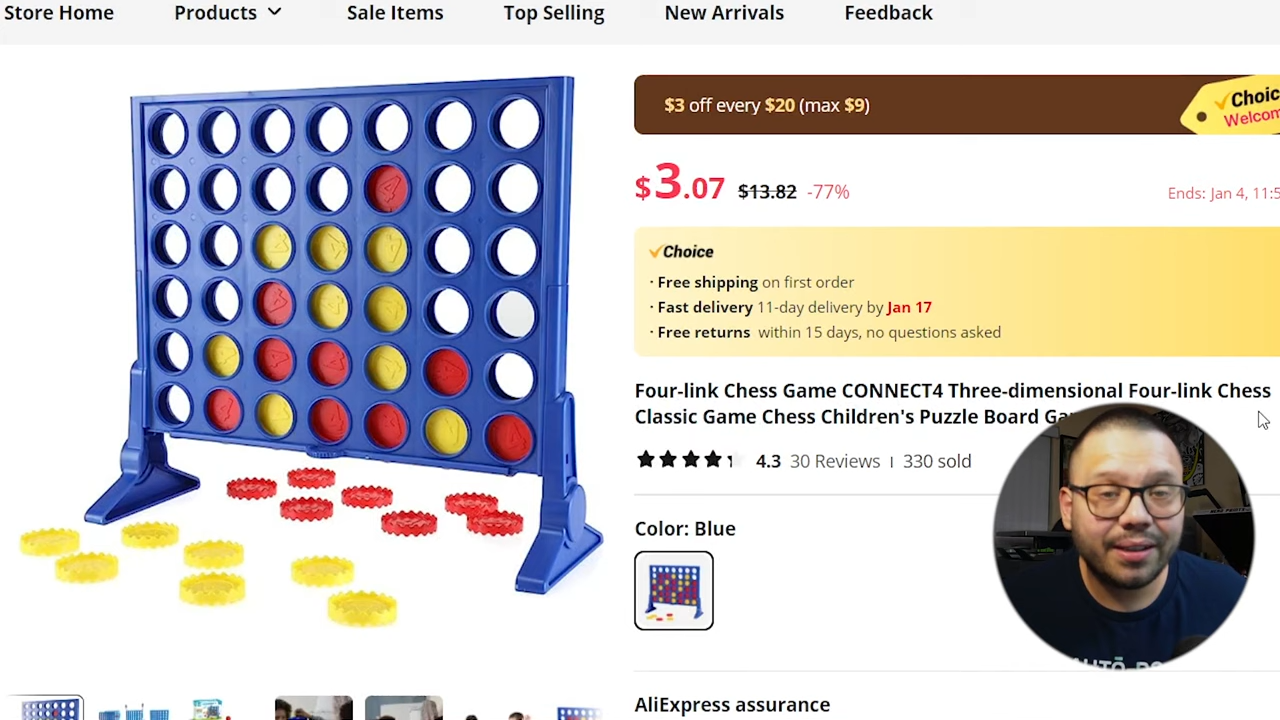 Store Home Products Sale Items Top Selling New Arrivals Feedback
$3 off every $20 (max $9)
Choic
Welcom
$3.07 $13.82 -77% Ends: Jan 4, 11:5
Choice
· Free shipping on first order
· Fast delivery 11-day delivery by Jan 17
· Free returns within 15 days, no questions asked
Four-link Chess Game CONNECT4 Three-dimensional Four-link Chess
Classic Game Chess Children's Puzzle Board Ga
4.3 30 Reviews 330 sold
Color: Blue
AliExpress assurance